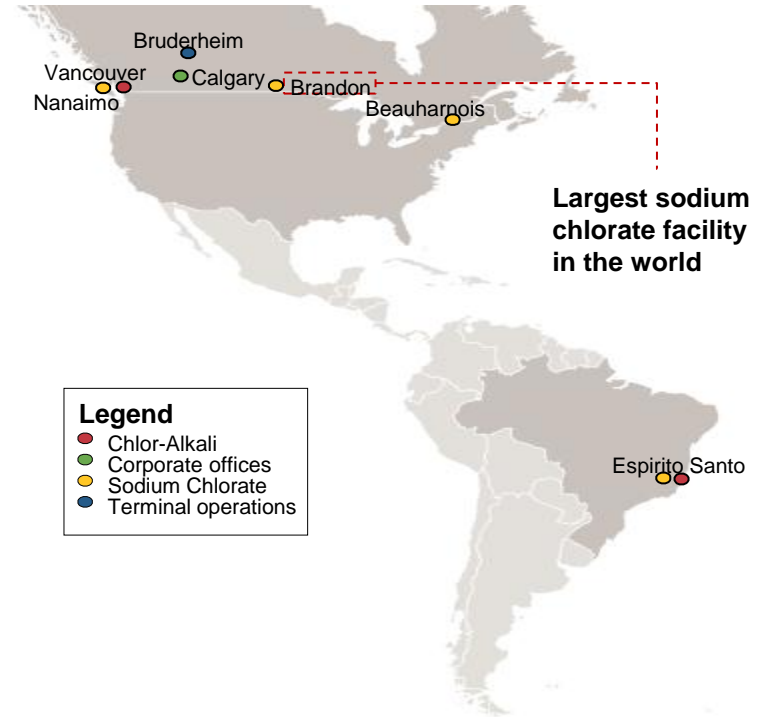 Bruderheim
Vancouver
Calgary
Brandon
Nanaimo
Beauharnois
Largest sodium
chlorate facility
in the world
Legend
Chlor-Alkali
Corporate offices
Sodium Chlorate
Terminal operations
Espirito Santo